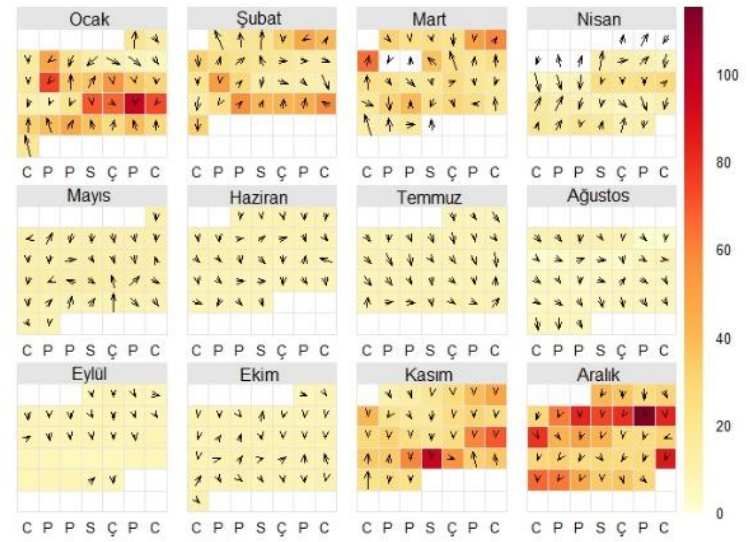 Ocak Şubat Mart Nisan
C P P S Ç P C C P P S Ç P C C P P S Ç P C C P P S Ç P C
Mayıs Haziran Temmuz Ağustos
C P P S Ç P C C P P S Ç P C C P P S Ç P C C P P S Ç P C
Eylül Ekim Kasım Aralık
C P P S Ç P C C P P S Ç P C C P P S Ç P C C P P S Ç P C
100
80
60
40
20
0